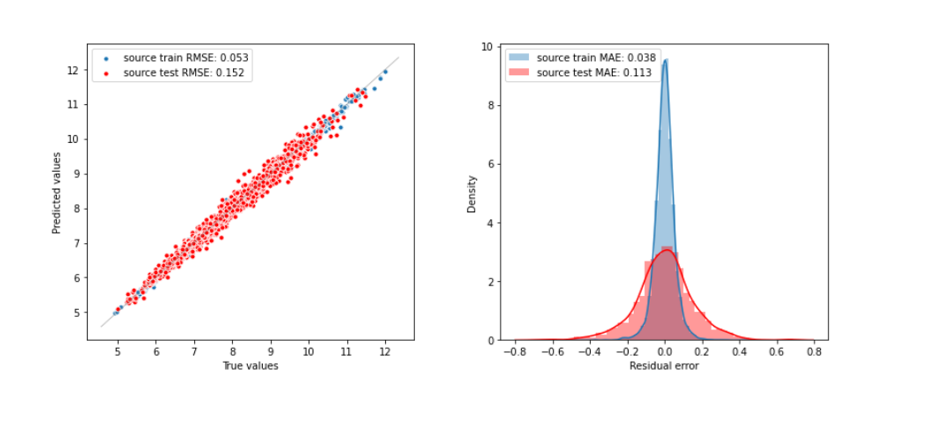 source train RMSE: 0.053
source test RMSE: 0.152
12
11
10
9
8
7
6
5
Predicted values
5 6 7 8 9 10 11 12
True values
source train MAE: 0.038
source test MAE: 0.113
10
8
6
4
2
0
Density
−0.8 −0.6 −0.4 −0.2 0.0 0.2 0.4 0.6 0.8
Residual error